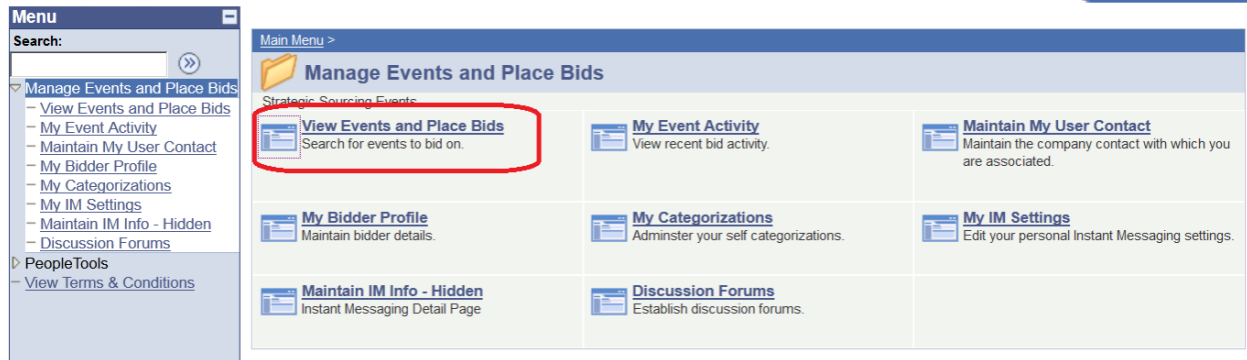 Menu
Search:
Manage Events and Place Bids
– View Events and Place Bids
– My Event Activity
– Maintain My User Contact
– My Bidder Profile
– My Categorizations
– My IM Settings
– Maintain IM Info - Hidden
– Discussion Forums
PeopleTools
– View Terms & Conditions
Main Menu >
Manage Events and Place Bids
Strategic Sourcing Events
View Events and Place Bids
Search for events to bid on.
My Event Activity
View recent bid activity.
Maintain My User Contact
Maintain the company contact with which you
are associated.
My Bidder Profile
Maintain bidder details.
My Categorizations
Adminster your self categorizations.
My IM Settings
Edit your personal Instant Messaging settings.
Maintain IM Info - Hidden
Instant Messaging Detail Page
Discussion Forums
Establish discussion forums.